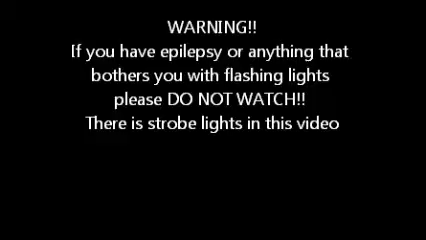 WARNING!!
If you have epilepsy or anything that
bothers you with flashing lights
please DO NOT WATCH!!
There is strobe lights in this video